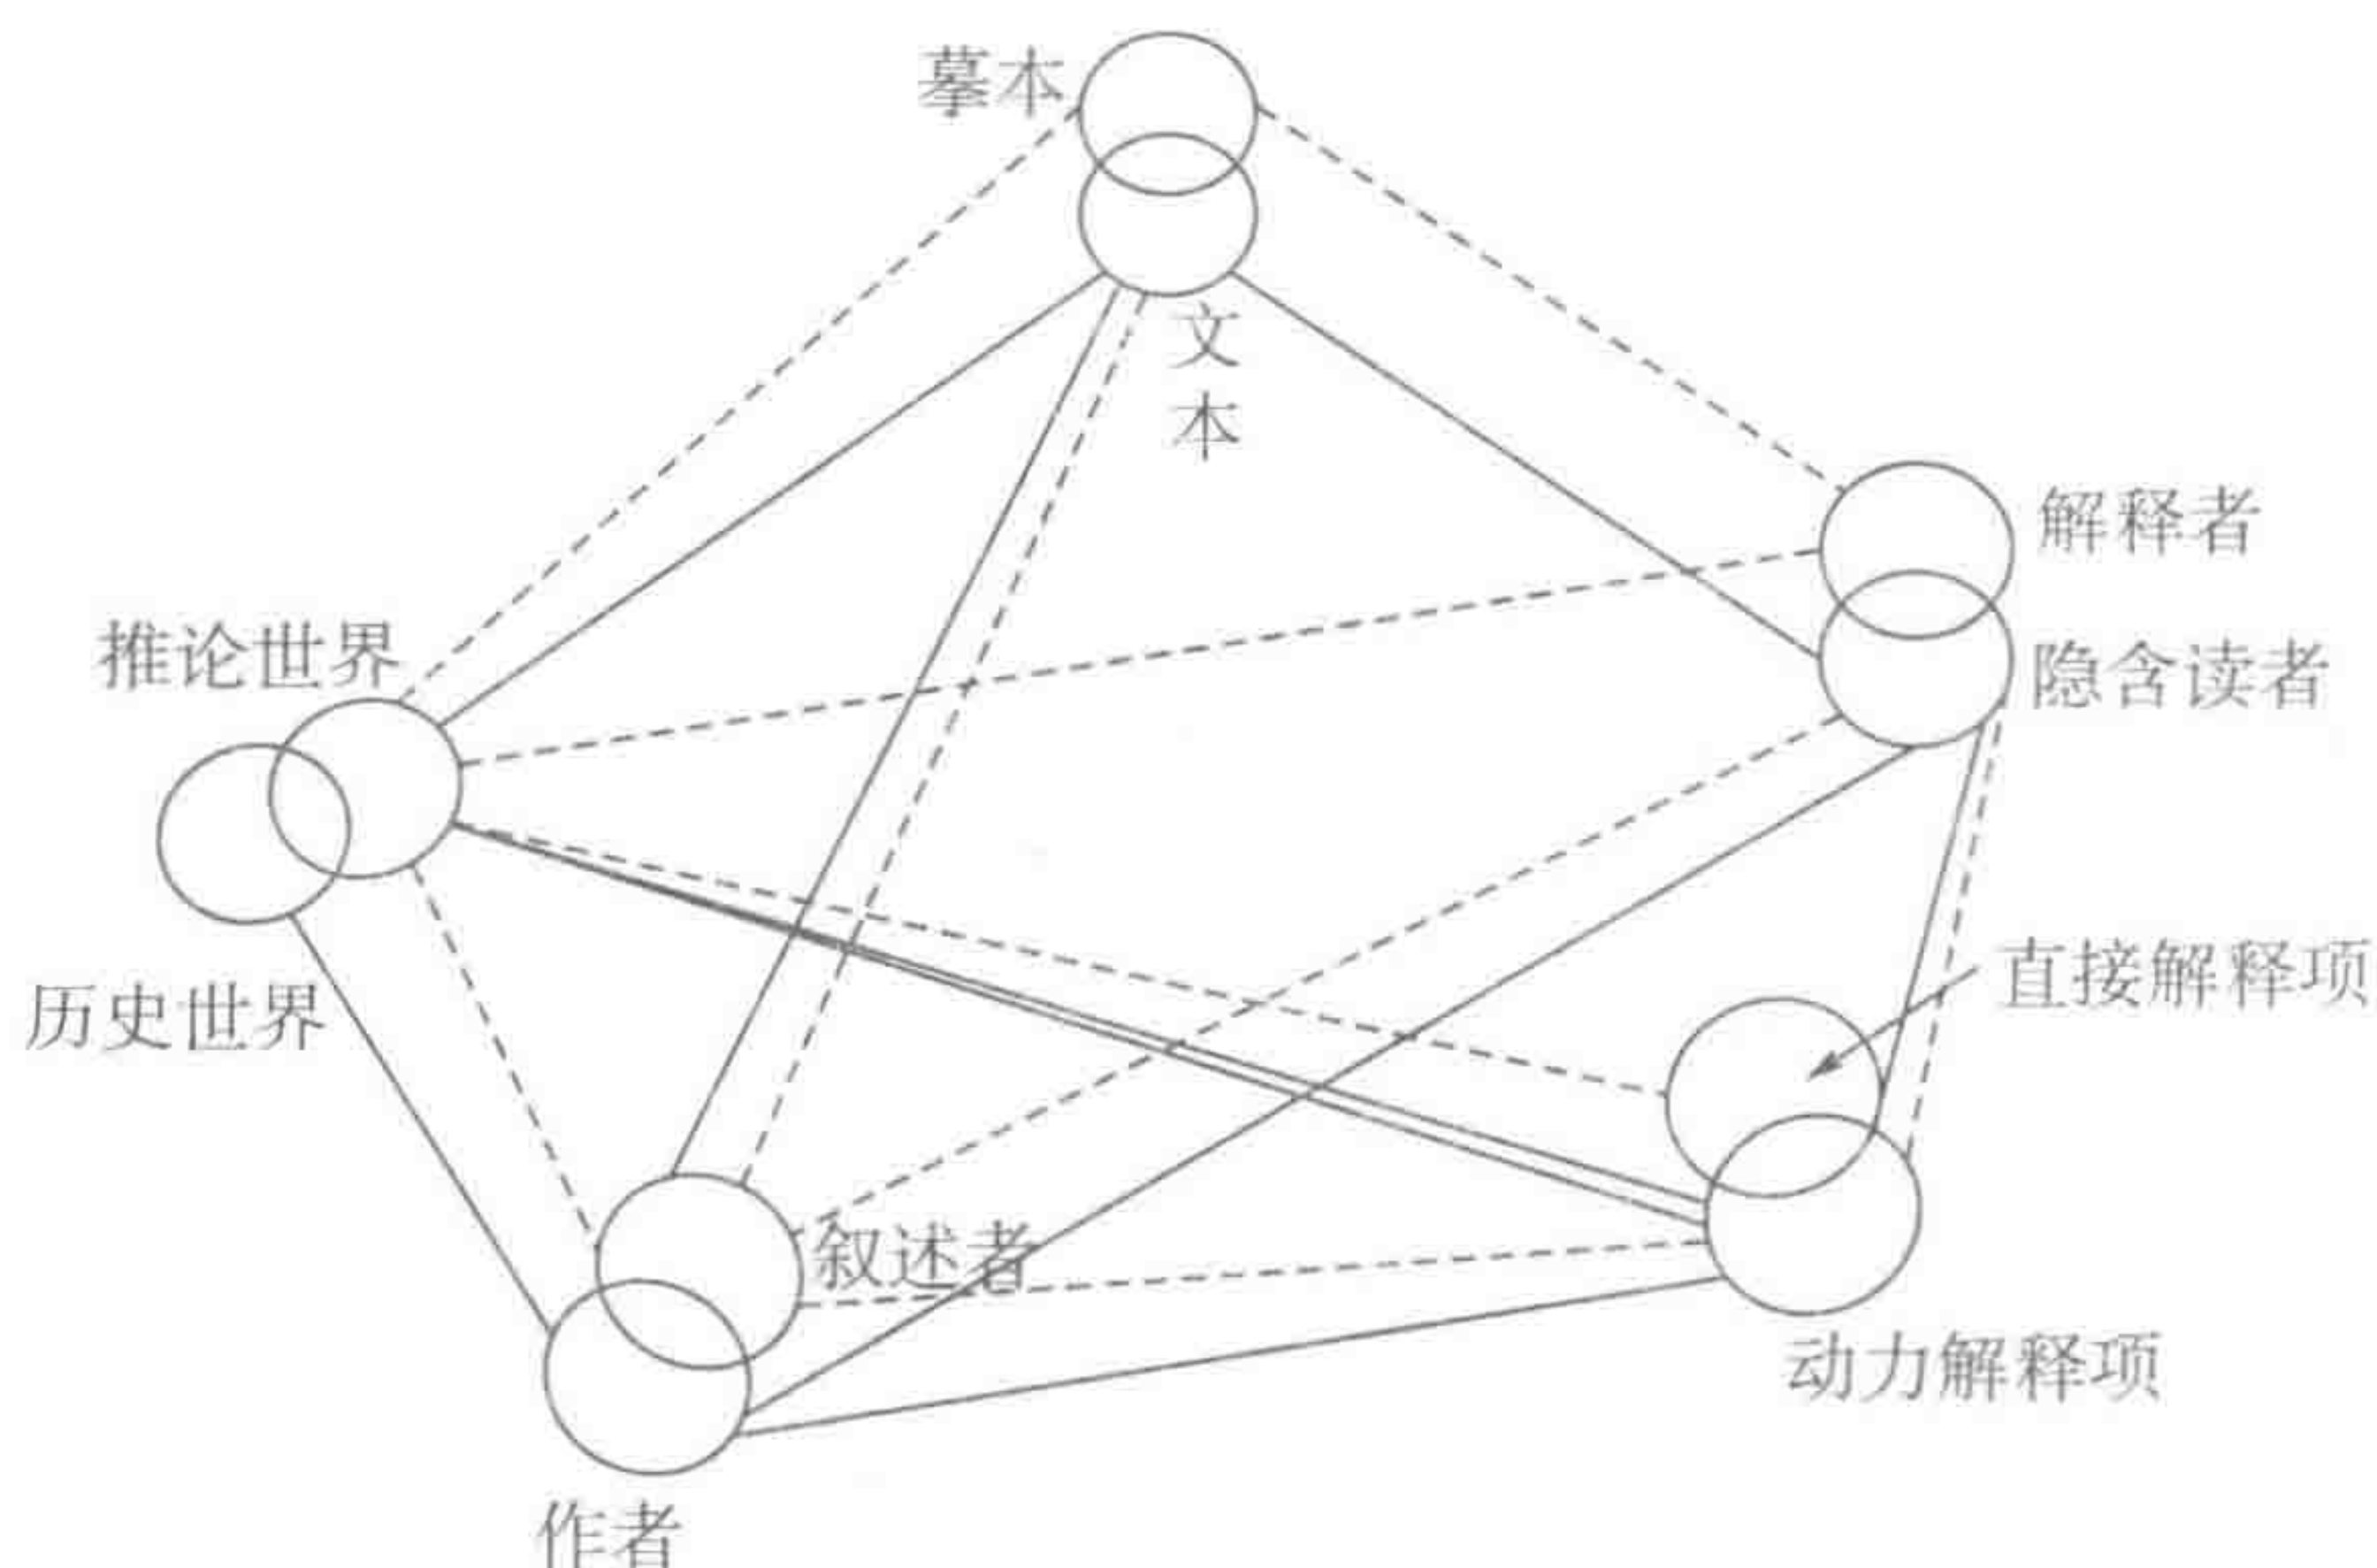 摹本
文
本
解释者
推论世界
隐含读者
直接解释项
历史世界
叙述者
动力解释项
作者